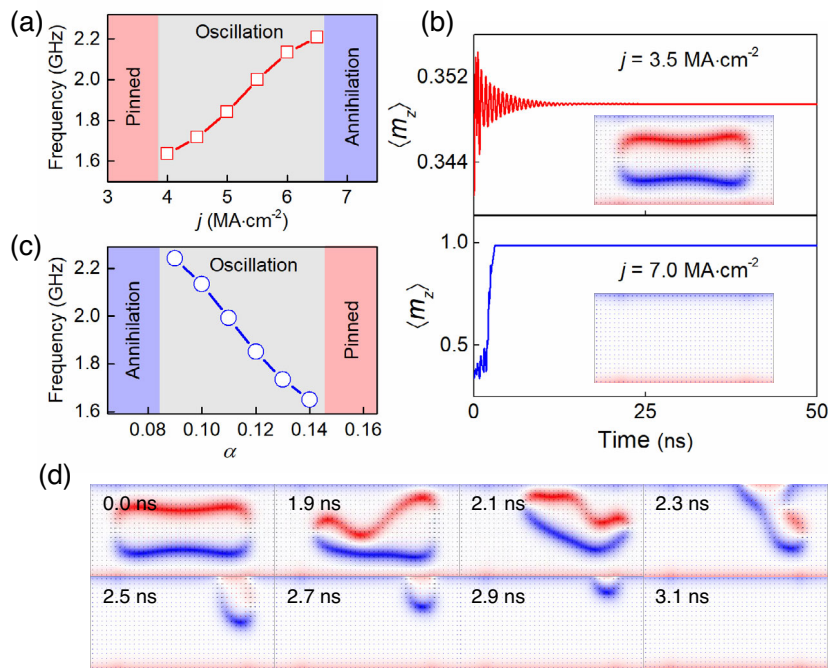 (a)
2.2
2.0
1.8
1.6
Frequency (GHz)
Pinned
Oscillation
Annihilation
3 4 5 6 7
j (MA·cm⁻²)
(b)
0.352
0.344
⟨m_z⟩
j = 3.5 MA·cm⁻²
1.0
0.5
⟨m_z⟩
j = 7.0 MA·cm⁻²
0 25 50
Time (ns)
(c)
2.2
2.0
1.8
1.6
Frequency (GHz)
Annihilation
Oscillation
Pinned
0.08 0.10 0.12 0.14 0.16
α
(d)
0.0 ns 1.9 ns 2.1 ns 2.3 ns
2.5 ns 2.7 ns 2.9 ns 3.1 ns